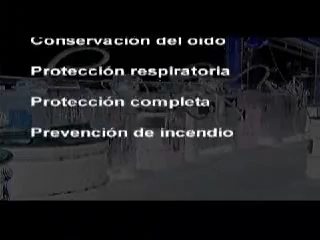 Conservación del oído
Protección respiratoria
Protección completa
Prevención de incendio